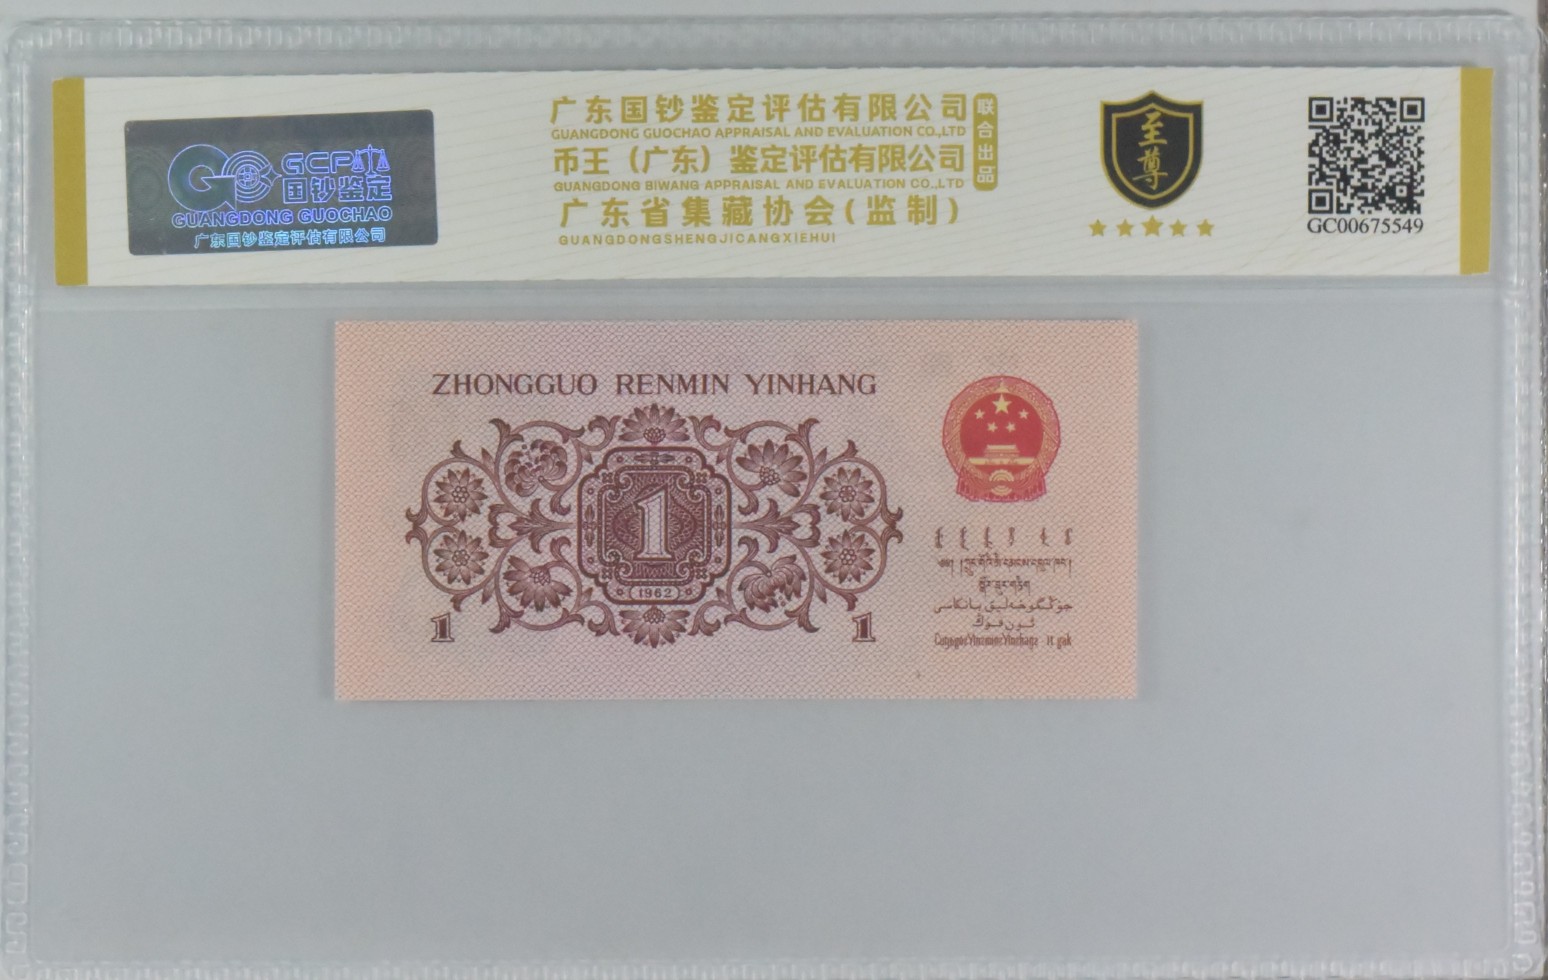 GCP
国钞鉴定
GUANGDONG GUOCHAO
广东国钞鉴定评估有限公司
广东国钞鉴定评估有限公司
GUANGDONG GUOCHAO APPRAISAL AND EVALUATION CO.,LTD
币王（广东）鉴定评估有限公司
GUANGDONG BIWANG APPRAISAL AND EVALUATION CO.,LTD
广东省集藏协会(监制)
GUANGDONGSHENGJICANGXIEHUI
联合出品
至尊
GC00675549
ZHONGGUO RENMIN YINHANG
1
(1962)
1
1
جۇڭگوخەلىق بانكاسى